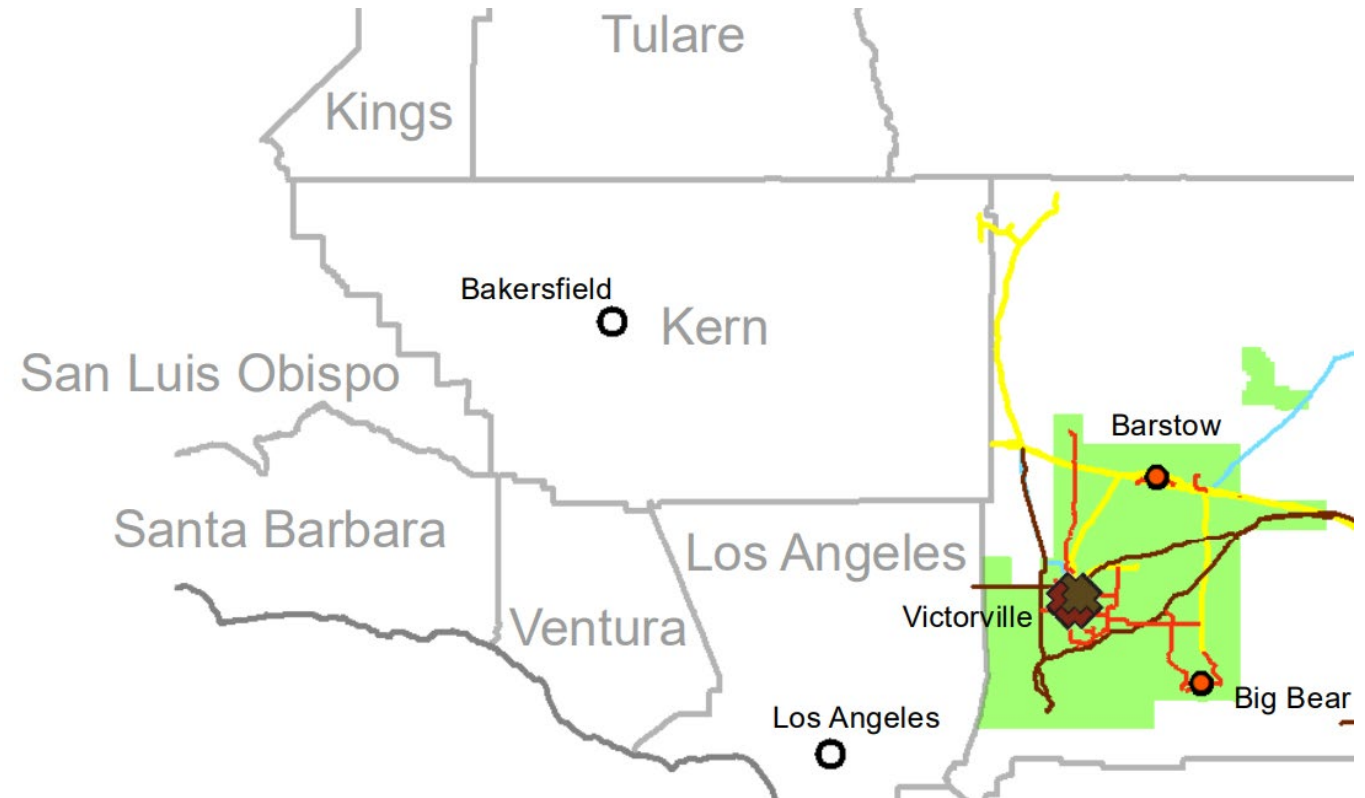 Tulare
Kings
Bakersfield
Kern
San Luis Obispo
Barstow
Santa Barbara
Los Angeles
Ventura
Victorville
Big Bear
Los Angeles